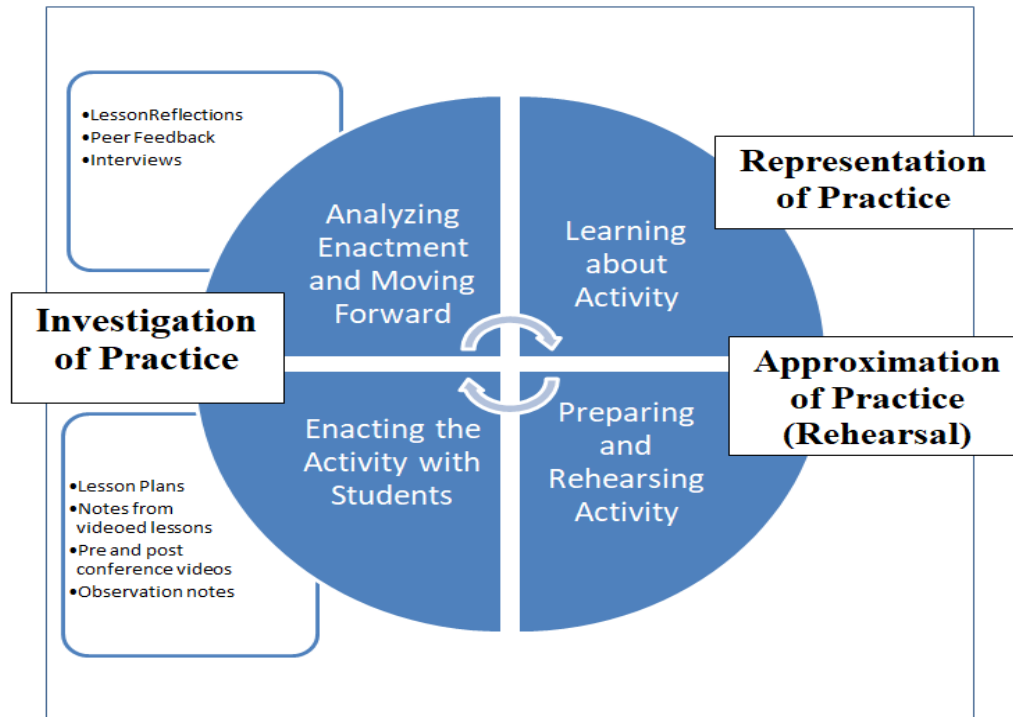 •LessonReflections
•Peer Feedback
•Interviews
Analyzing
Enactment
and Moving
Forward
Learning
about
Activity
Representation
of Practice
Investigation
of Practice
Approximation
of Practice
(Rehearsal)
Enacting the
Activity with
Students
Preparing
and
Rehearsing
Activity
•Lesson Plans
•Notes from
videoed lessons
•Pre and post
conference videos
•Observation notes